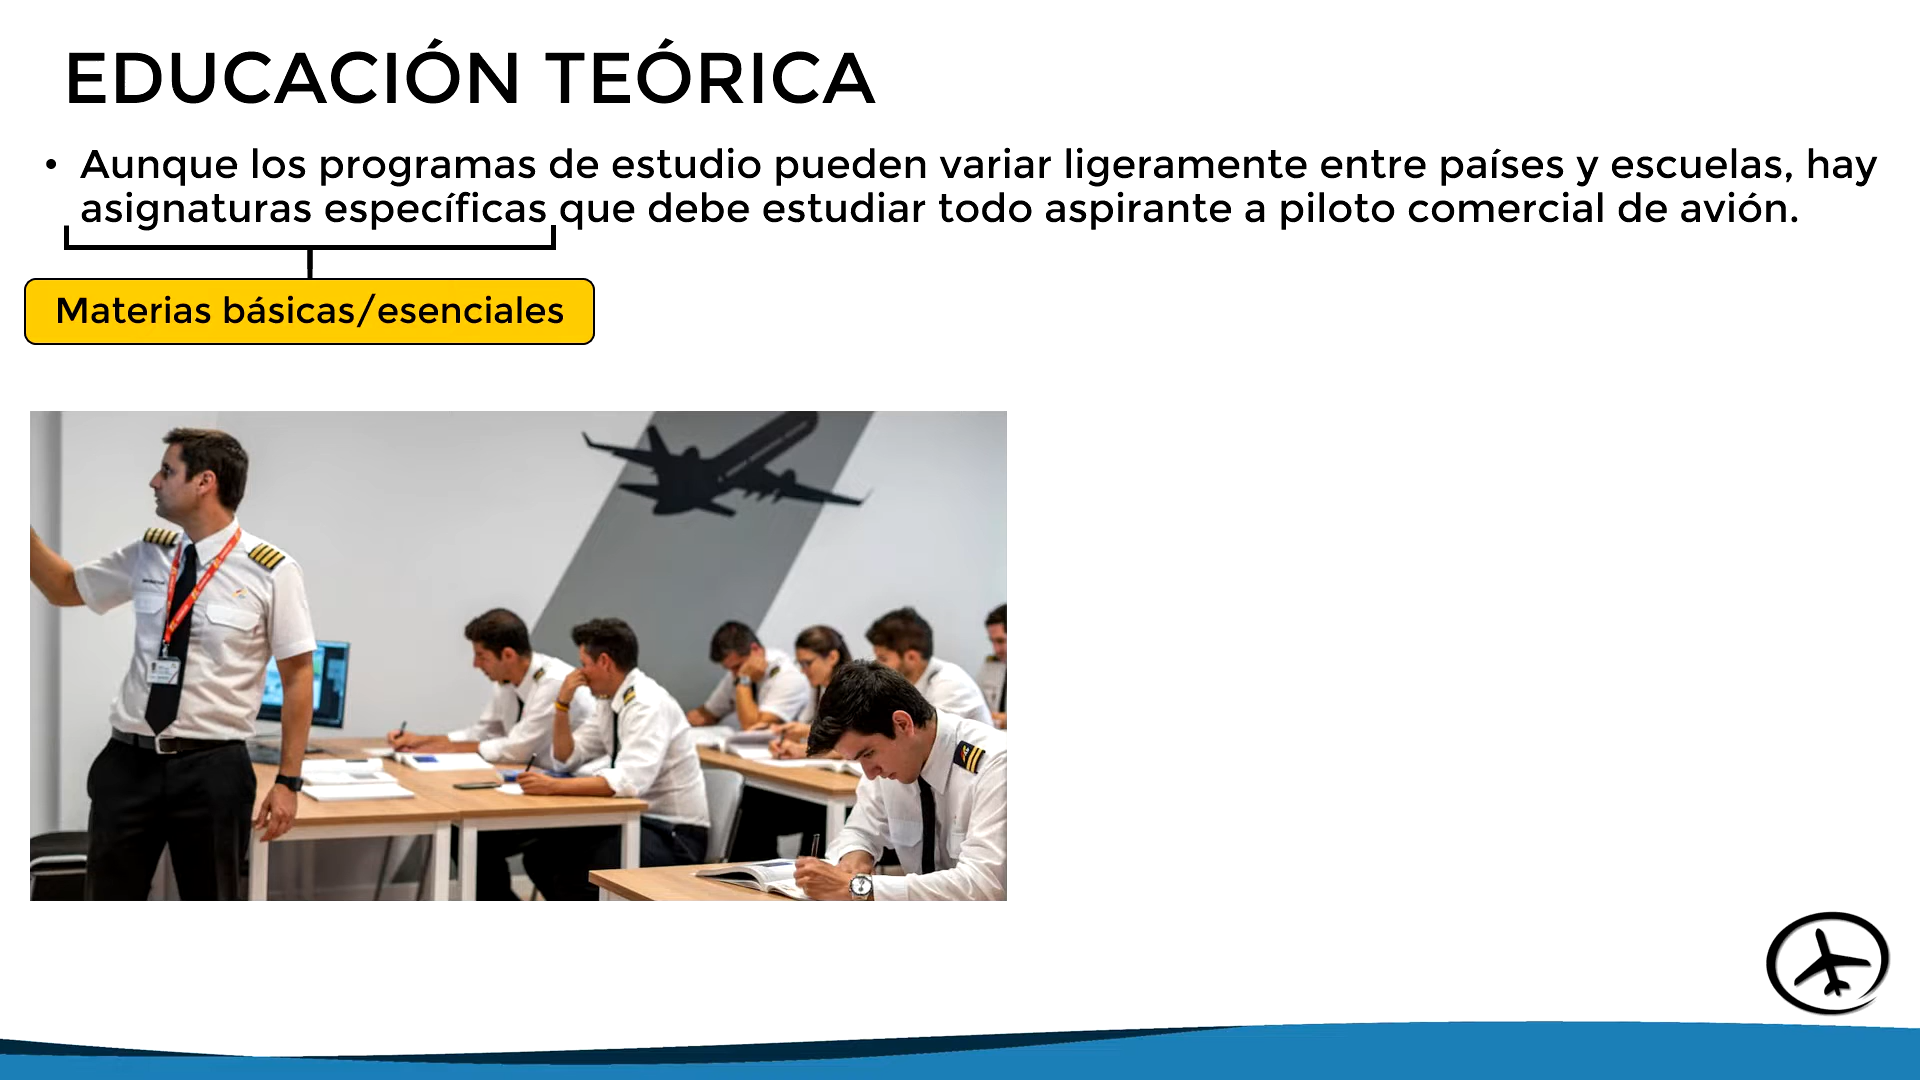 EDUCACIÓN TEÓRICA
• Aunque los programas de estudio pueden variar ligeramente entre países y escuelas, hay
asignaturas específicas que debe estudiar todo aspirante a piloto comercial de avión.
Materias básicas/esenciales